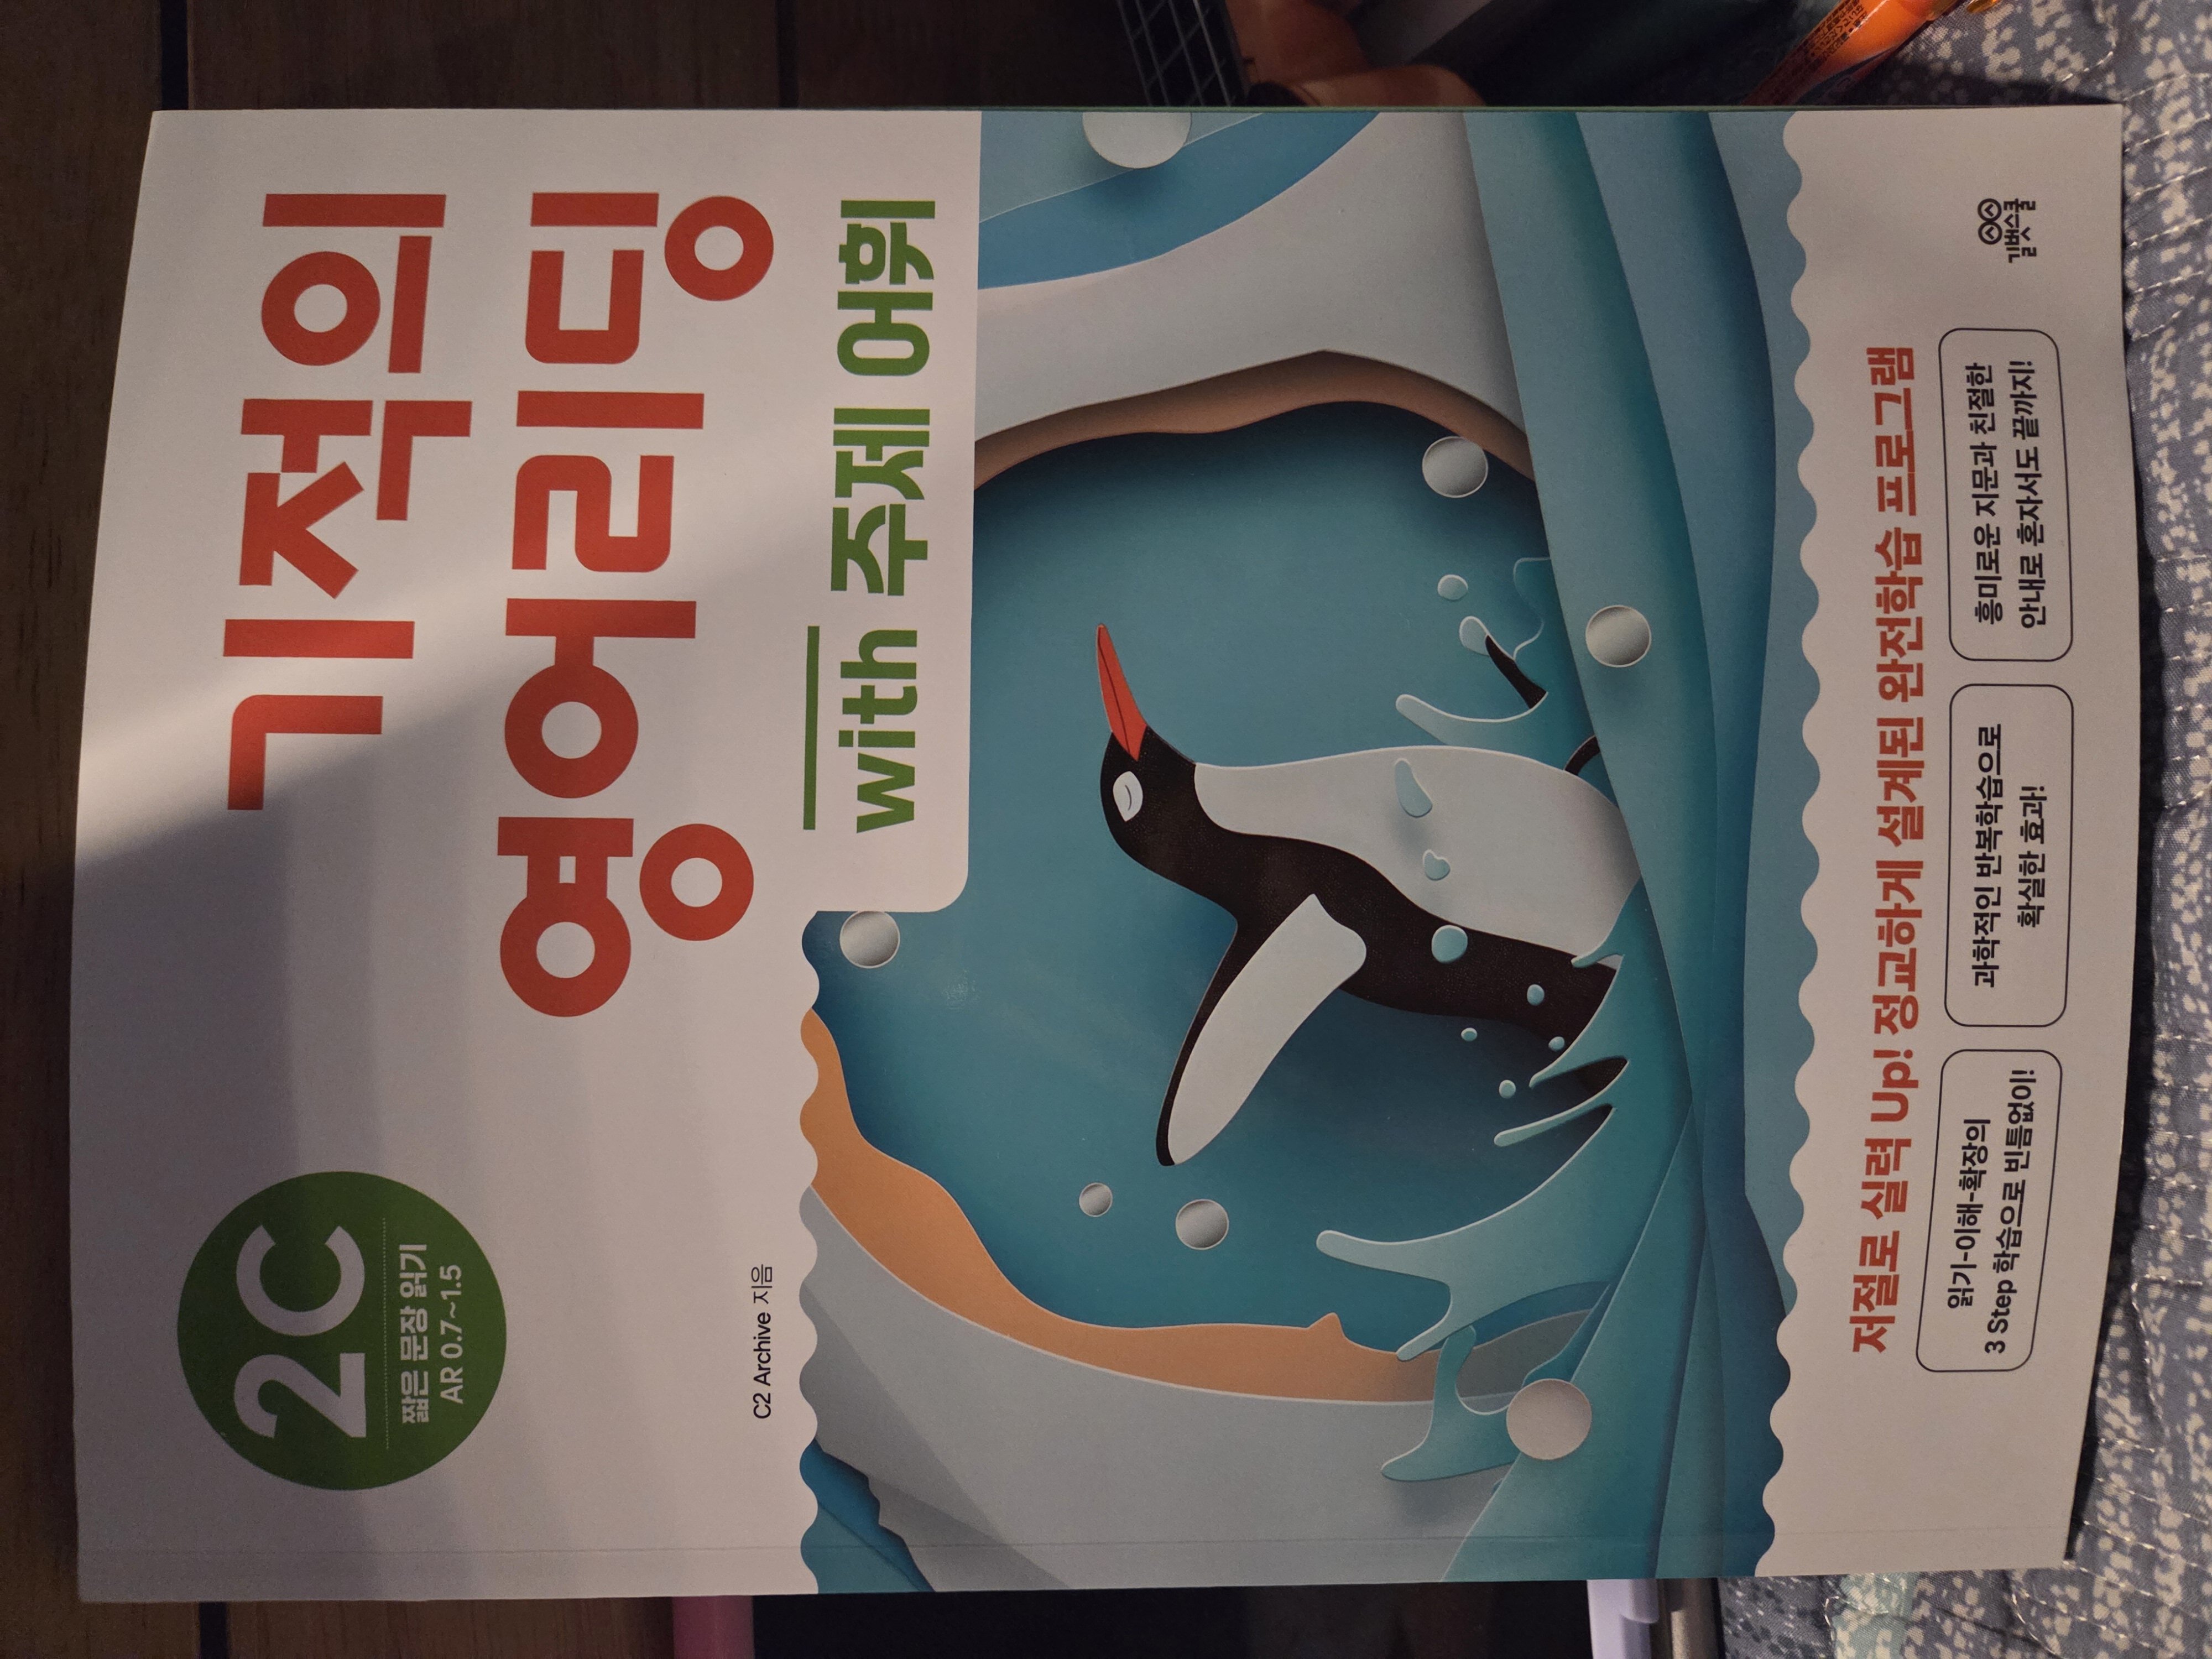 2C
짧은 문장 읽기
AR 0.7~1.5
기적의
영어리딩
with 주제 어휘
C2 Archive 지음
저절로 실력 Up! 정교하게 설계된 완전학습 프로그램
읽기-이해-확장의
3 Step 학습으로 빈틈없이!
과학적인 반복학습으로
확실한 효과!
흥미로운 지문과 친절한
안내로 혼자서도 끝까지!
길벗스쿨